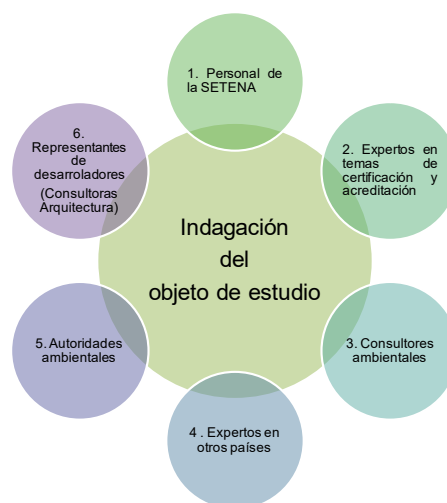 1. Personal de
la SETENA
2. Expertos en
temas de
certificación y
acreditación
3. Consultores
ambientales
4 . Expertos en
otros países
5. Autoridades
ambientales
6.
Representantes
de
desarroladores
(Consultoras
Arquitectura)
Indagación
del
objeto de estudio